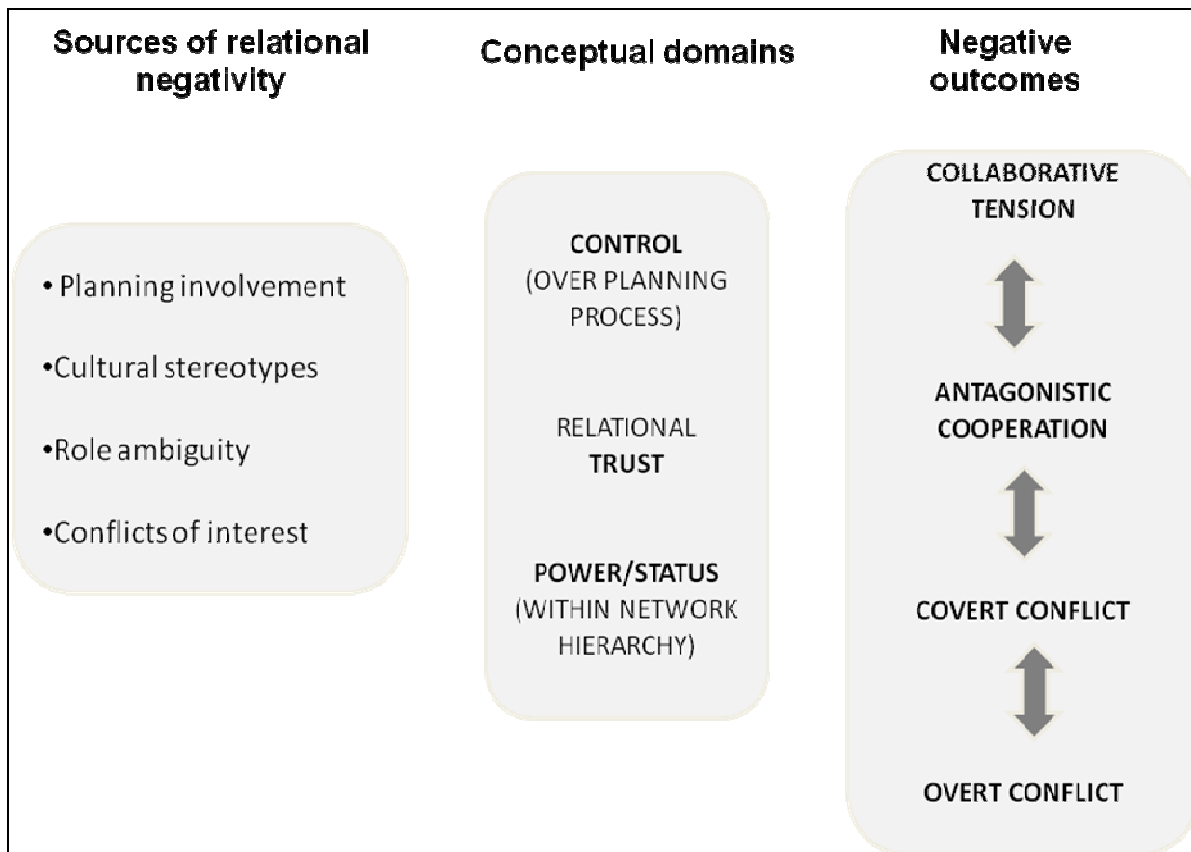 Sources of relational
negativity
• Planning involvement
•Cultural stereotypes
•Role ambiguity
•Conflicts of interest
Conceptual domains
CONTROL
(OVER PLANNING
PROCESS)
RELATIONAL
TRUST
POWER/STATUS
(WITHIN NETWORK
HIERARCHY)
Negative
outcomes
COLLABORATIVE
TENSION
ANTAGONISTIC
COOPERATION
COVERT CONFLICT
OVERT CONFLICT